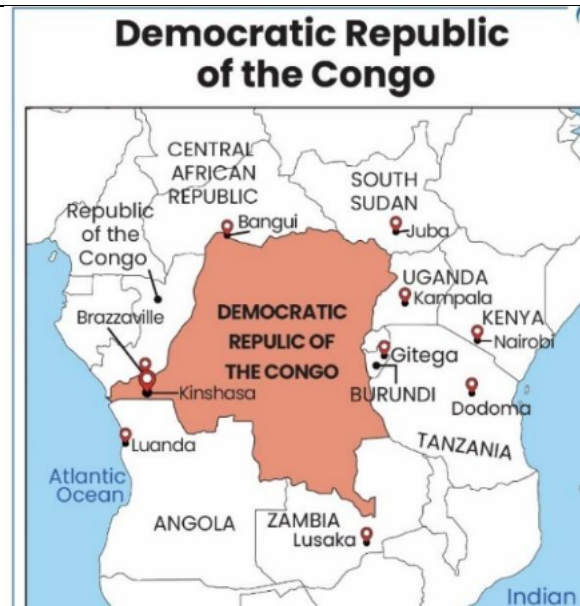 Democratic Republic
of the Congo
CENTRAL
AFRICAN
REPUBLIC
SOUTH
SUDAN
Republic
of the
Congo
Bangui
Juba
UGANDA
Kampala
DEMOCRATIC
REPULIC OF
THE CONGO
Brazzaville
KENYA
Nairobi
Gitega
BURUNDI
Kinshasa
Dodoma
Luanda
TANZANIA
Atlantic
Ocean
ANGOLA
ZAMBIA
Lusaka
Indian